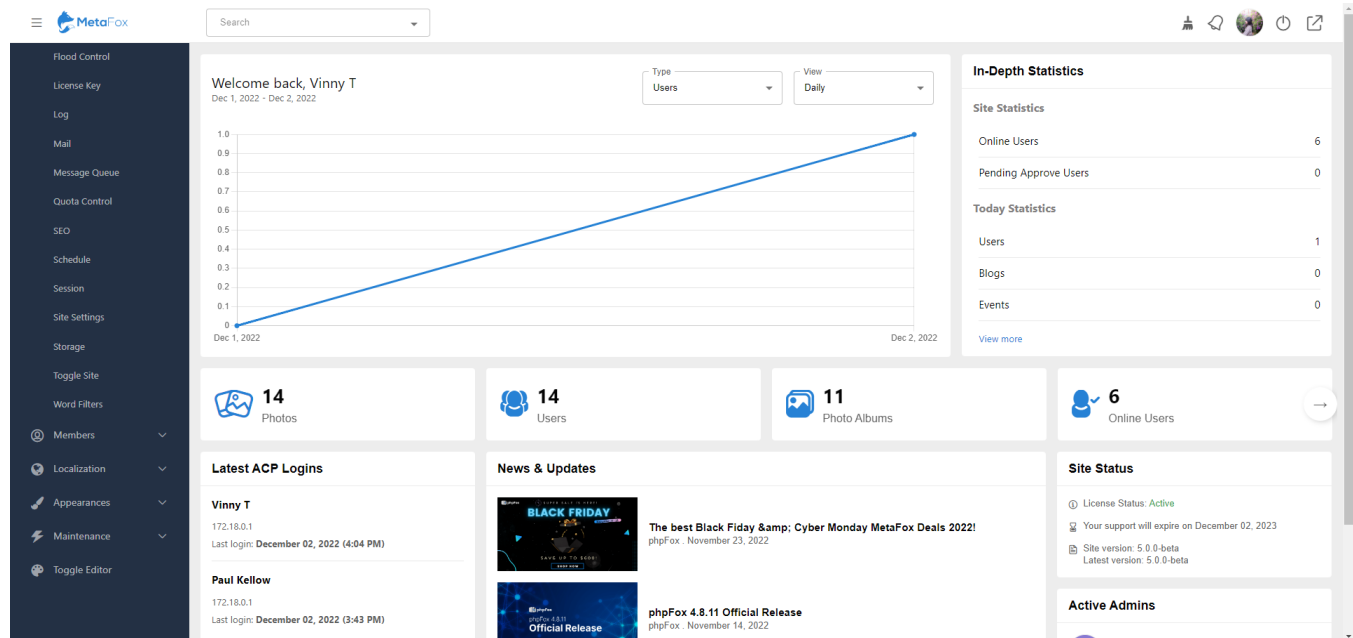 MetaFox
Search
Flood Control
License Key
Log
Mail
Message Queue
Quota Control
SEO
Schedule
Session
Site Settings
Storage
Toggle Site
Word Filters
Members
Localization
Appearances
Maintenance
Toggle Editor
Welcome back, Vinny T
Dec 1, 2022 - Dec 2, 2022
Type
Users
View
Daily
1.0
0.9
0.8
0.7
0.6
0.5
0.4
0.3
0.2
0.1
0
Dec 1, 2022
Dec 2, 2022
In-Depth Statistics
Site Statistics
Online Users 6
Pending Approve Users 0
Today Statistics
Users 1
Blogs 0
Events 0
View more
14
Photos
14
Users
11
Photo Albums
6
Online Users
Latest ACP Logins
Vinny T
172.18.0.1
Last login: December 02, 2022 (4:04 PM)
Paul Kellow
172.18.0.1
Last login: December 02, 2022 (3:43 PM)
News & Updates
phpFox
BLACK FRIDAY
SAVE UP TO $600!
SHOP NOW
The best Black Fiday &amp; Cyber Monday MetaFox Deals 2022!
phpFox . November 23, 2022
phpFox
phpFox 4.8.11
Official Release
phpFox 4.8.11 Official Release
phpFox . November 14, 2022
Site Status
License Status: Active
Your support will expire on December 02, 2023
Site version: 5.0.0-beta
Latest version: 5.0.0-beta
Active Admins